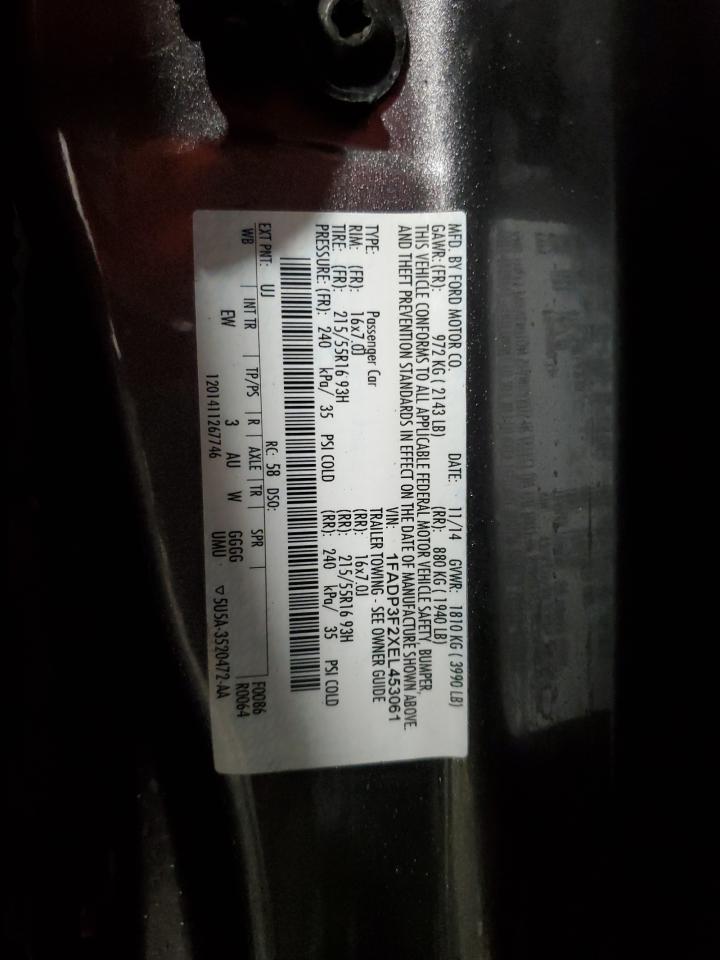 MFD. BY FORD MOTOR CO. DATE: 11/14 GVWR: 1810 KG ( 3990 LB)
GAWR: (FR): 972 KG ( 2143 LB) (RR): 880 KG ( 1940 LB)
THIS VEHICLE CONFORMS TO ALL APPLICABLE FEDERAL MOTOR VEHICLE SAFETY, BUMPER,
AND THEFT PREVENTION STANDARDS IN EFFECT ON THE DATE OF MANUFACTURE SHOWN ABOVE.
VIN: 1FADP3F2XEL453061
TYPE: Passenger Car TRAILER TOWING - SEE OWNER GUIDE
RIM: (FR): 16x7.0J (RR): 16x7.0J
TIRE: (FR): 215/55R16 93H (RR): 215/55R16 93H
PRESSURE: (FR): 240 kPa/ 35 PSI COLD (RR): 240 kPa/ 35 PSI COLD
EXT PNT: UJ RC: 58 DSO: F0086
WB INT TR TP/PS R AXLE TR SPR R0064
EW 3 AU W GGGG
1201411267746 UMU ▽5U5A-3520472-AA